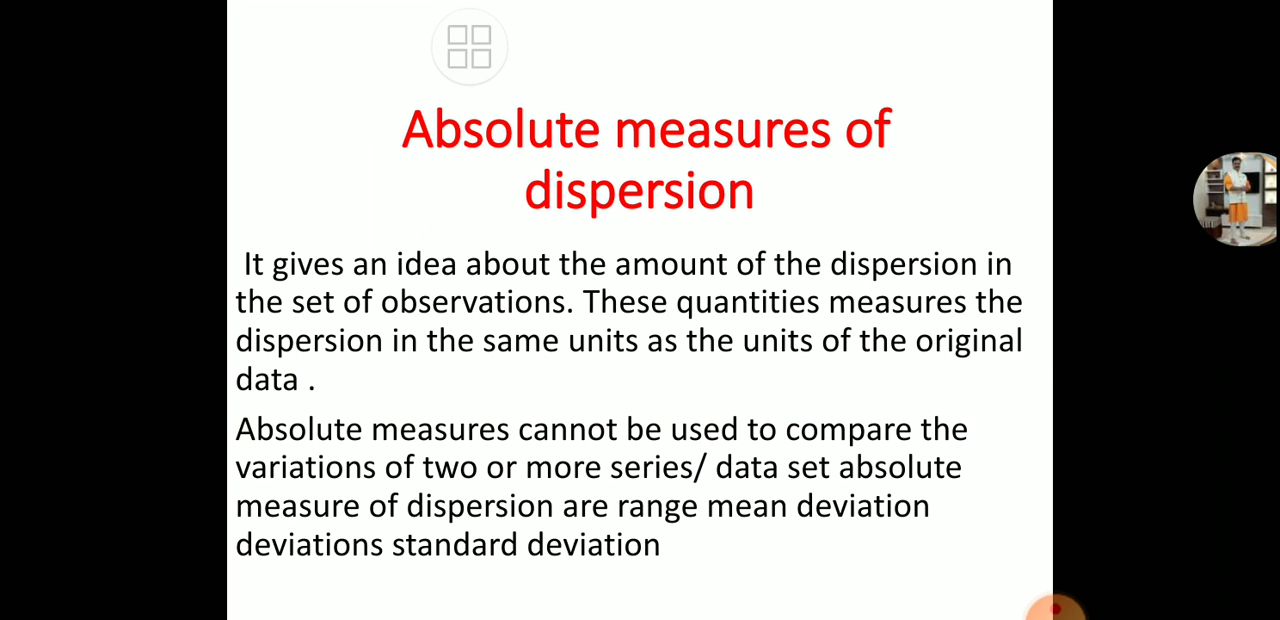 Absolute measures of
dispersion
It gives an idea about the amount of the dispersion in
the set of observations. These quantities measures the
dispersion in the same units as the units of the original
data .
Absolute measures cannot be used to compare the
variations of two or more series/ data set absolute
measure of dispersion are range mean deviation
deviations standard deviation